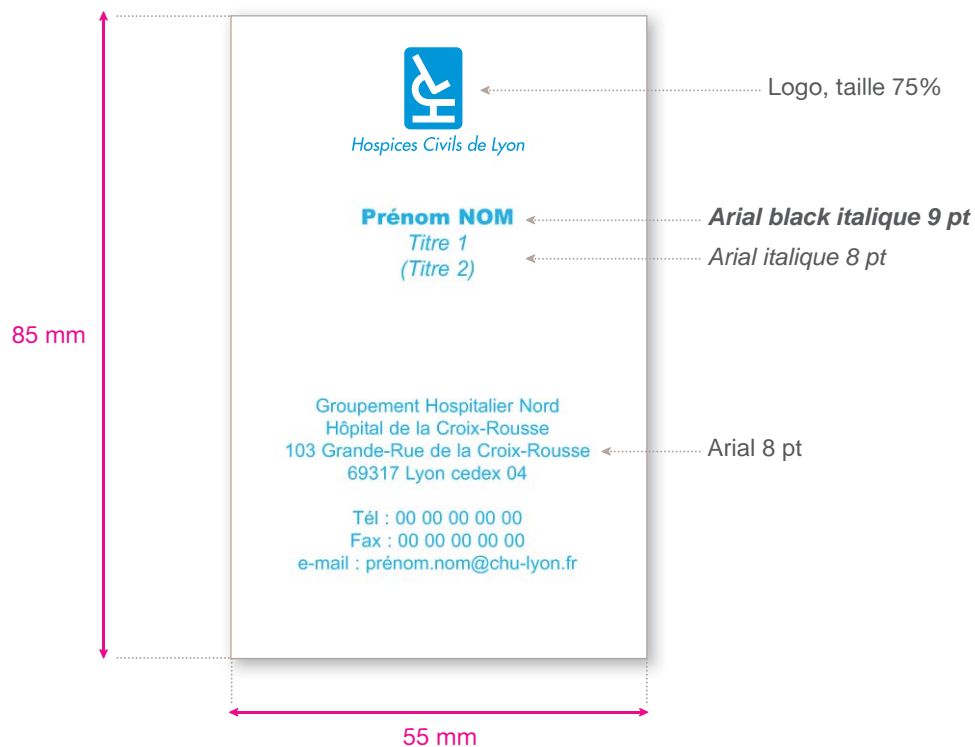 Logo, taille 75%
Hospices Civils de Lyon
Prénom NOM
Arial black italique 9 pt
Titre 1
(Titre 2)
Arial italique 8 pt
85 mm
Groupement Hospitalier Nord
Hôpital de la Croix-Rousse
103 Grande-Rue de la Croix-Rousse
69317 Lyon cedex 04
Arial 8 pt
Tél : 00 00 00 00 00
Fax : 00 00 00 00 00
e-mail : prénom.nom@chu-lyon.fr
55 mm